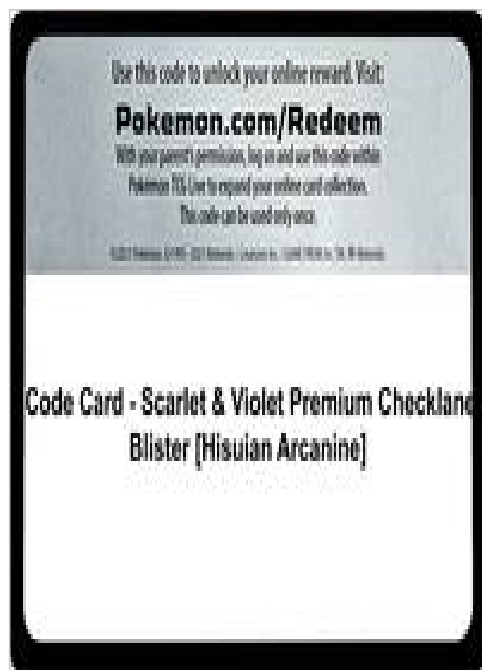 Use this code to unlock your online reward. Visit:
Pokemon.com/Redeem
With your parent's permission, log on and use this code within
Pokémon TCG Live to expand your online card collection.
This code can be used only once.
Code Card - Scarlet & Violet Premium Checklane
Blister [Hisuian Arcanine]